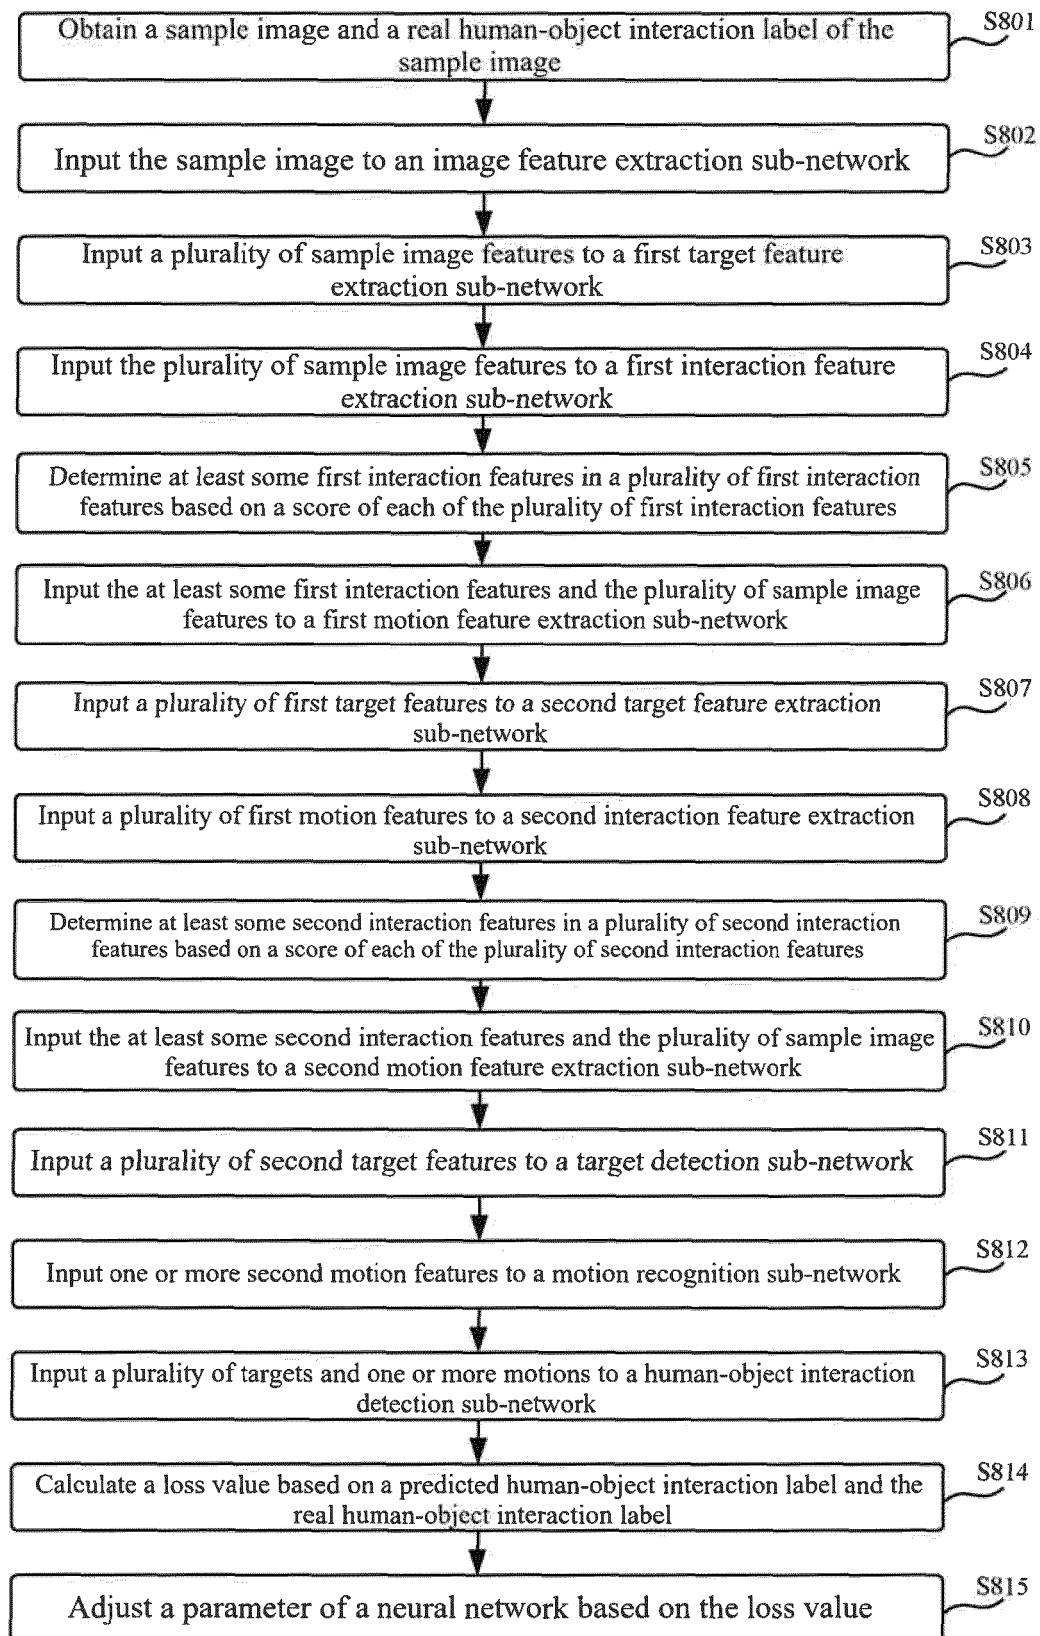 Obtain a sample image and a real human-object interaction label of the
sample image
S801
Input the sample image to an image feature extraction sub-network
S802
Input a plurality of sample image features to a first target feature
extraction sub-network
S803
Input the plurality of sample image features to a first interaction feature
extraction sub-network
S804
Determine at least some first interaction features in a plurality of first interaction
features based on a score of each of the plurality of first interaction features
S805
Input the at least some first interaction features and the plurality of sample image
features to a first motion feature extraction sub-network
S806
Input a plurality of first target features to a second target feature extraction
sub-network
S807
Input a plurality of first motion features to a second interaction feature extraction
sub-network
S808
Determine at least some second interaction features in a plurality of second interaction
features based on a score of each of the plurality of second interaction features
S809
Input the at least some second interaction features and the plurality of sample image
features to a second motion feature extraction sub-network
S810
Input a plurality of second target features to a target detection sub-network
S811
Input one or more second motion features to a motion recognition sub-network
S812
Input a plurality of targets and one or more motions to a human-object interaction
detection sub-network
S813
Calculate a loss value based on a predicted human-object interaction label and the
real human-object interaction label
S814
Adjust a parameter of a neural network based on the loss value
S815